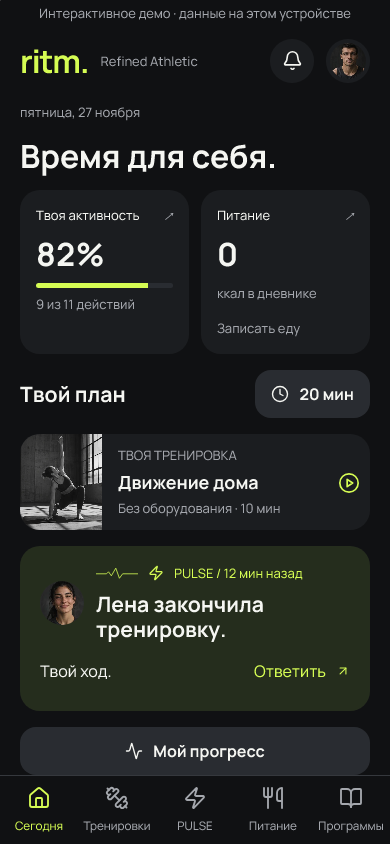 Интерактивное демо · данные на этом устройстве
ritm. Refined Athletic
пятница, 27 ноября
Время для себя.
Твоя активность ↗
82%
9 из 11 действий
Питание ↗
0
ккал в дневнике
Записать еду
Твой план
20 мин
ТВОЯ ТРЕНИРОВКА
Движение дома
Без оборудования · 10 мин
PULSE / 12 мин назад
Лена закончила
тренировку.
Твой ход.
Ответить ↗
Мой прогресс
Сегодня Тренировки PULSE Питание Программы